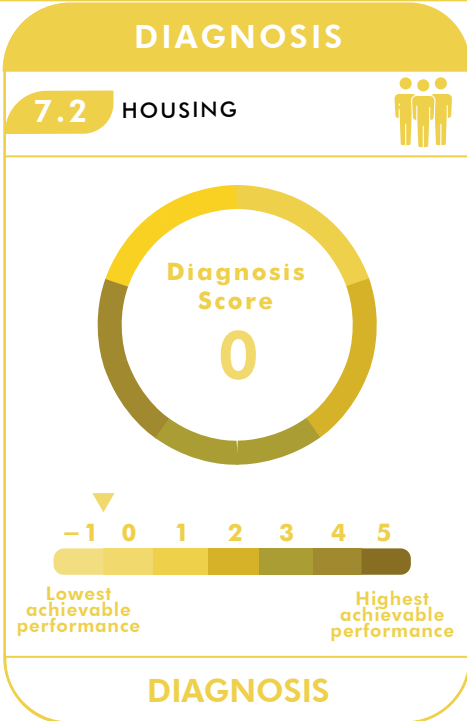 DIAGNOSIS
7.2 HOUSING
Diagnosis
Score
0
–1 0 1 2 3 4 5
Lowest
achievable
performance
Highest
achievable
performance
DIAGNOSIS